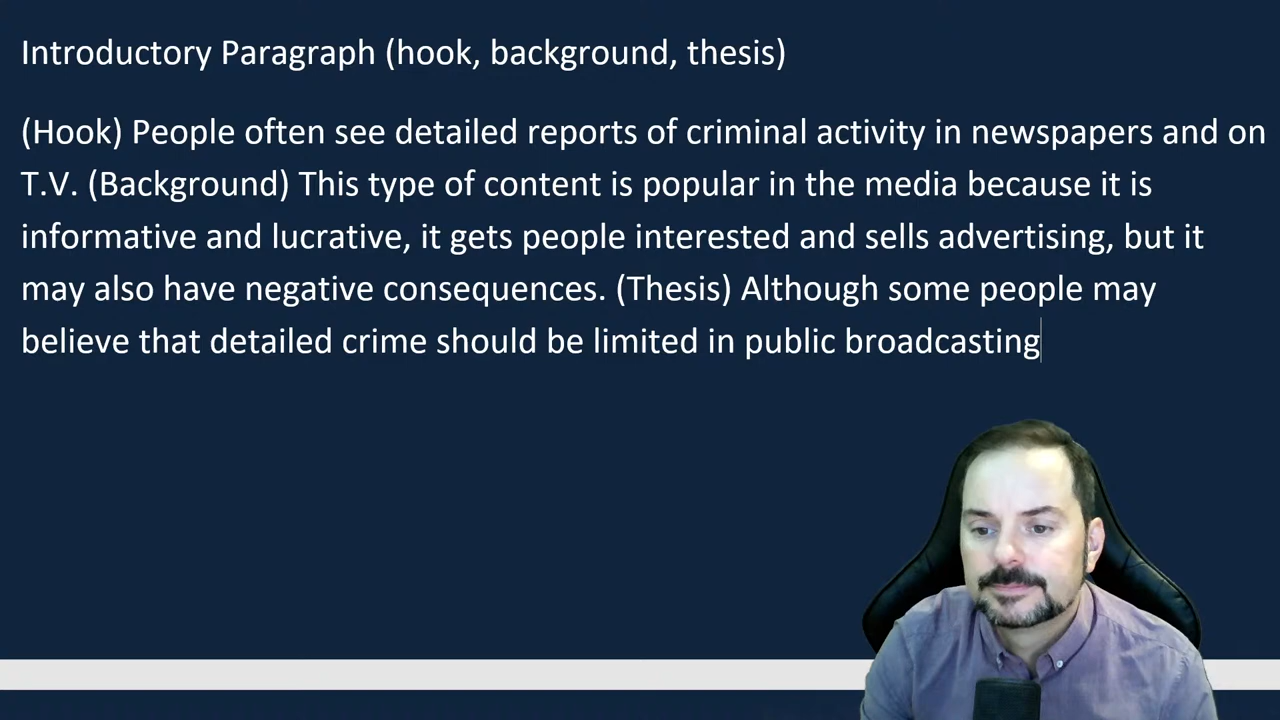 Introductory Paragraph (hook, background, thesis)
(Hook) People often see detailed reports of criminal activity in newspapers and on
T.V. (Background) This type of content is popular in the media because it is
informative and lucrative, it gets people interested and sells advertising, but it
may also have negative consequences. (Thesis) Although some people may
believe that detailed crime should be limited in public broadcasting